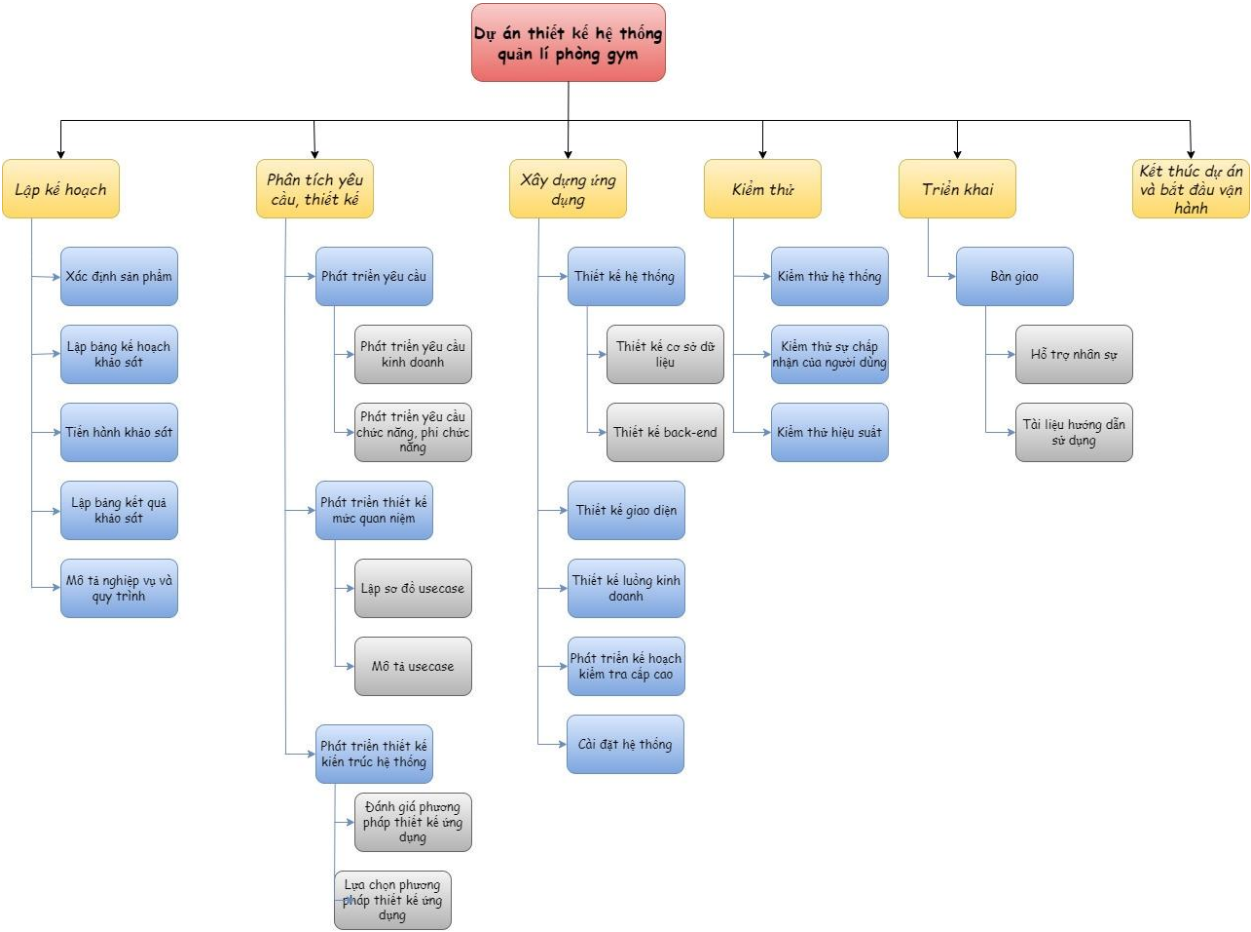 Dự án thiết kế hệ thống
quản lí phòng gym
Lập kế hoạch
Xác định sản phẩm
Lập bảng kế hoạch
khảo sát
Tiến hành khảo sát
Lập bảng kết quả
khảo sát
Mô tả nghiệp vụ và
quy trình
Phân tích yêu
cầu, thiết kế
Phát triển yêu cầu
Phát triển yêu cầu
kinh doanh
Phát triển yêu cầu
chức năng, phi chức
năng
Phát triển thiết kế
mức quan niệm
Lập sơ đồ usecase
Mô tả usecase
Phát triển thiết kế
kiến trúc hệ thống
Đánh giá phương
pháp thiết kế ứng
dụng
Lựa chọn phương
pháp thiết kế ứng
dụng
Xây dựng ứng
dụng
Thiết kế hệ thống
Thiết kế cơ sở dữ
liệu
Thiết kế back-end
Thiết kế giao diện
Thiết kế luồng kinh
doanh
Phát triển kế hoạch
kiểm tra cấp cao
Cài đặt hệ thống
Kiểm thử
Kiểm thử hệ thống
Kiểm thử sự chấp
nhận của người dùng
Kiểm thử hiệu suất
Triển khai
Bàn giao
Hỗ trợ nhân sự
Tài liệu hướng dẫn
sử dụng
Kết thúc dự án
và bắt đầu vận
hành